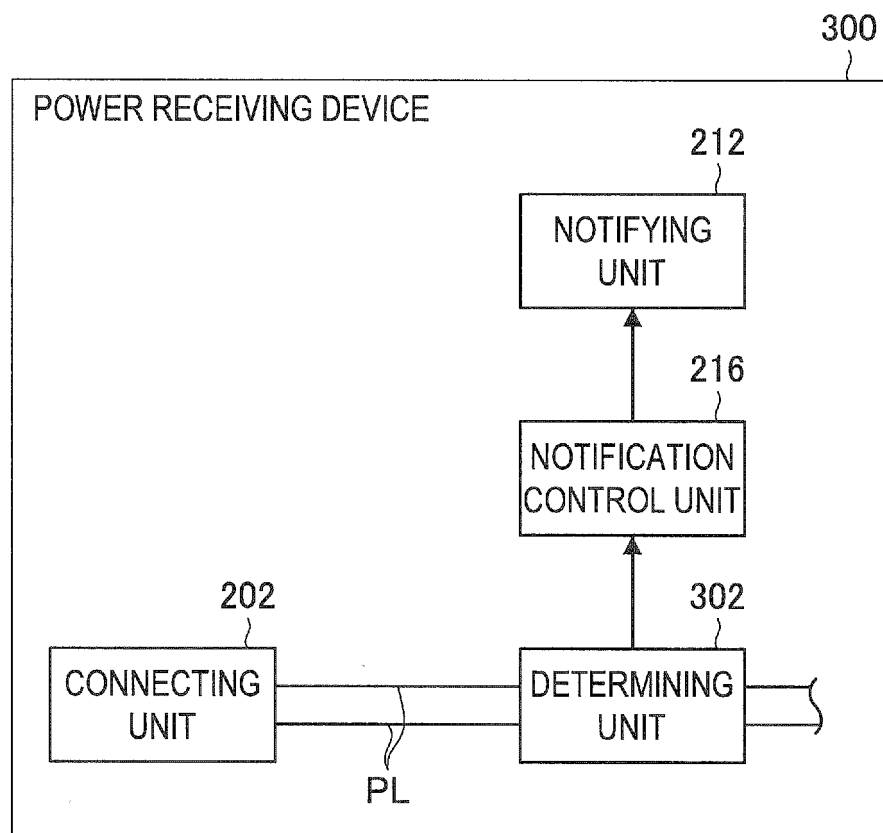 300
POWER RECEIVING DEVICE
212
NOTIFYING
UNIT
216
NOTIFICATION
CONTROL UNIT
202
302
CONNECTING
UNIT
DETERMINING
UNIT
PL